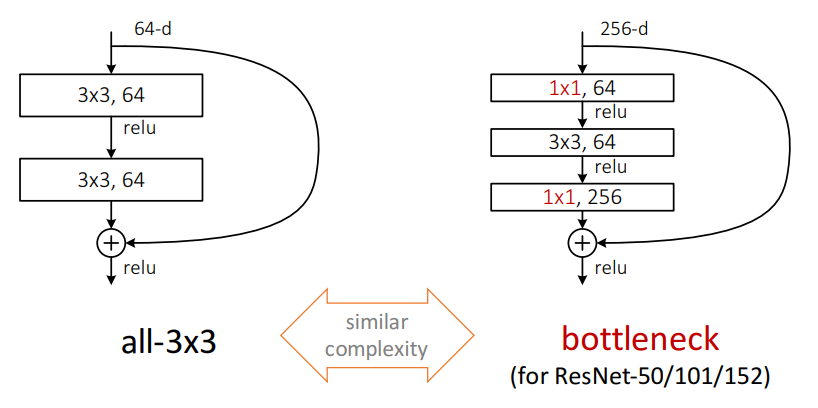 64-d
3x3, 64
relu
3x3, 64
+
relu
all-3x3
similar
complexity
256-d
1x1, 64
relu
3x3, 64
relu
1x1, 256
+
relu
bottleneck
(for ResNet-50/101/152)